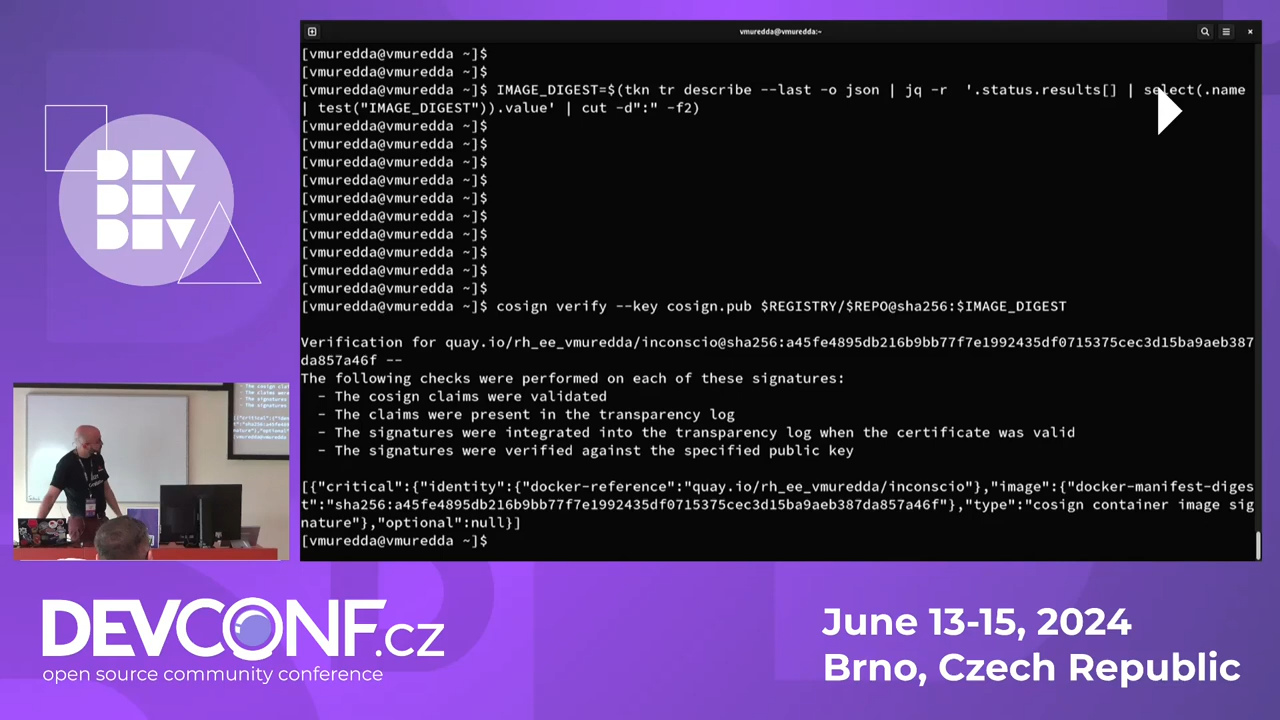 vmuredda@vmuredda:~
[vmuredda@vmuredda ~]$
[vmuredda@vmuredda ~]$
[vmuredda@vmuredda ~]$ IMAGE_DIGEST=$(tkn tr describe --last -o json | jq -r  '.status.results[] | select(.name
| test("IMAGE_DIGEST")).value' | cut -d":" -f2)
[vmuredda@vmuredda ~]$
[vmuredda@vmuredda ~]$
[vmuredda@vmuredda ~]$
[vmuredda@vmuredda ~]$
[vmuredda@vmuredda ~]$
[vmuredda@vmuredda ~]$
[vmuredda@vmuredda ~]$
[vmuredda@vmuredda ~]$
[vmuredda@vmuredda ~]$
[vmuredda@vmuredda ~]$
[vmuredda@vmuredda ~]$ cosign verify --key cosign.pub $REGISTRY/$REPO@sha256:$IMAGE_DIGEST
Verification for quay.io/rh_ee_vmuredda/inconscio@sha256:a45fe4895db216b9bb77f7e1992435df0715375cec3d15ba9aeb387
da857a46f --
The following checks were performed on each of these signatures:
- The cosign claims were validated
- The claims were present in the transparency log
- The signatures were integrated into the transparency log when the certificate was valid
- The signatures were verified against the specified public key
[{"critical":{"identity":{"docker-reference":"quay.io/rh_ee_vmuredda/inconscio"},"image":{"docker-manifest-diges
t":"sha256:a45fe4895db216b9bb77f7e1992435df0715375cec3d15ba9aeb387da857a46f"},"type":"cosign container image sig
nature"},"optional":null}]
[vmuredda@vmuredda ~]$
DEV
DEV
DEV
DEVCONF.cz
open source community conference
June 13-15, 2024
Brno, Czech Republic